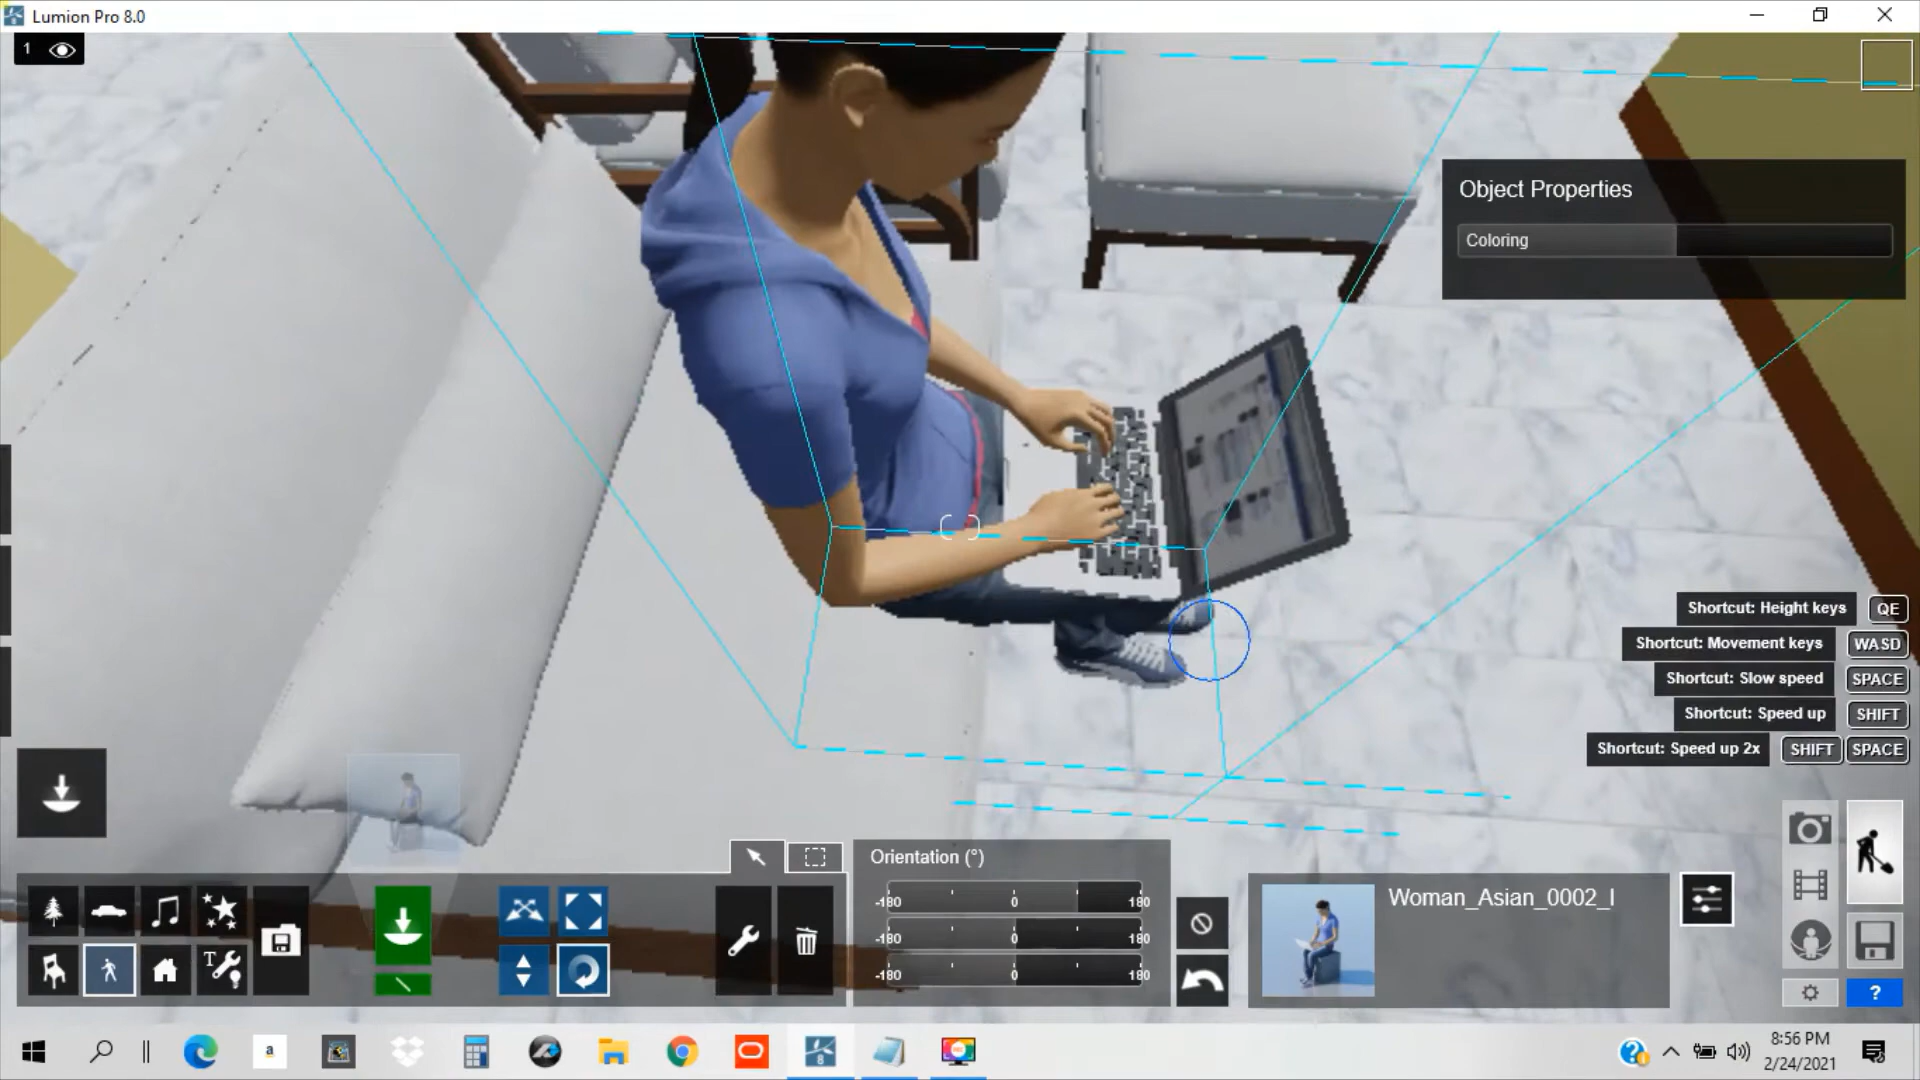 Lumion Pro 8.0
1
Object Properties
Coloring
Shortcut: Height keys QE
Shortcut: Movement keys WASD
Shortcut: Slow speed SPACE
Shortcut: Speed up SHIFT
Shortcut: Speed up 2x SHIFT SPACE
Orientation (°)
-180 0 180
-180 0 180
-180 0 180
Woman_Asian_0002_I
T
?
a
8
8:56 PM
2/24/2021